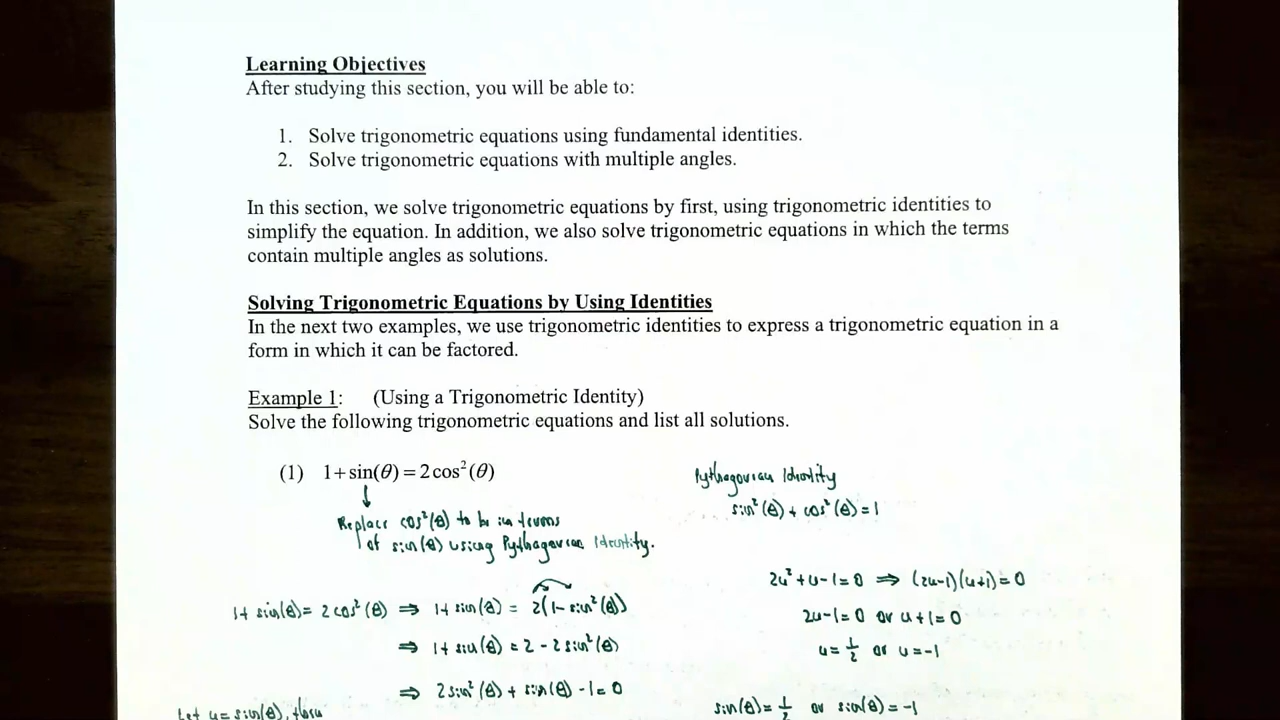 Learning Objectives
After studying this section, you will be able to:
1. Solve trigonometric equations using fundamental identities.
2. Solve trigonometric equations with multiple angles.
In this section, we solve trigonometric equations by first, using trigonometric identities to
simplify the equation. In addition, we also solve trigonometric equations in which the terms
contain multiple angles as solutions.
Solving Trigonometric Equations by Using Identities
In the next two examples, we use trigonometric identities to express a trigonometric equation in a
form in which it can be factored.
Example 1: (Using a Trigonometric Identity)
Solve the following trigonometric equations and list all solutions.
(1) 1+sin(θ)=2cos²(θ)
↓
Replace cos²(θ) to be in terms
of sin(θ) using Pythagorean Identity.
1+ sin(θ)= 2cos²(θ) ⇒ 1+ sin(θ) = 2(1-sin²(θ))
⇒ 1+ sin(θ) = 2 - 2sin²(θ)
⇒ 2sin²(θ) + sin(θ) -1=0
Let u=sin(θ), then
Pythagorean Identity
sin²(θ) + cos²(θ) = 1
2u²+u-1=0 ⇒ (2u-1)(u+1)=0
2u-1=0 or u+1=0
u= 1/2 or u=-1
sin(θ)= 1/2 or sin(θ)=-1